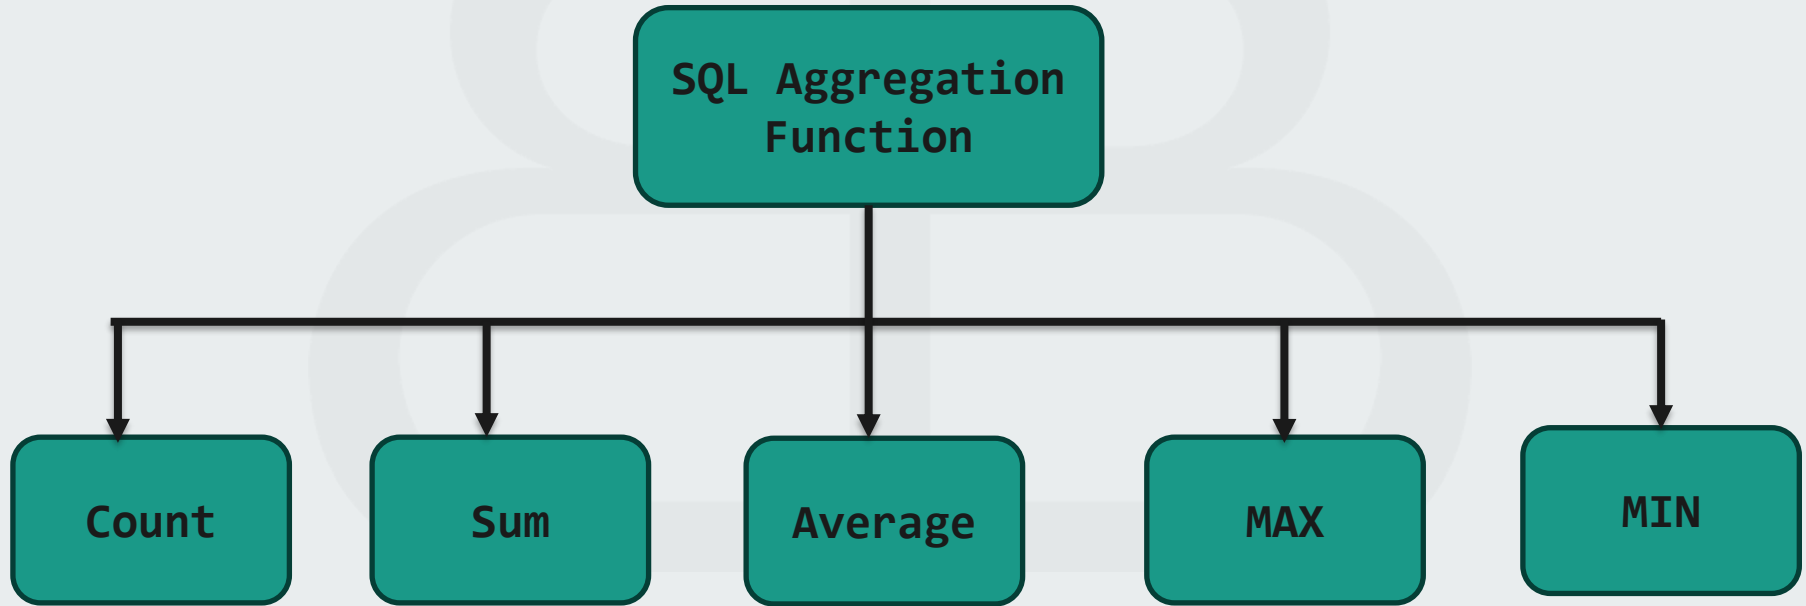 SQL Aggregation
Function
Count
Sum
Average
MAX
MIN